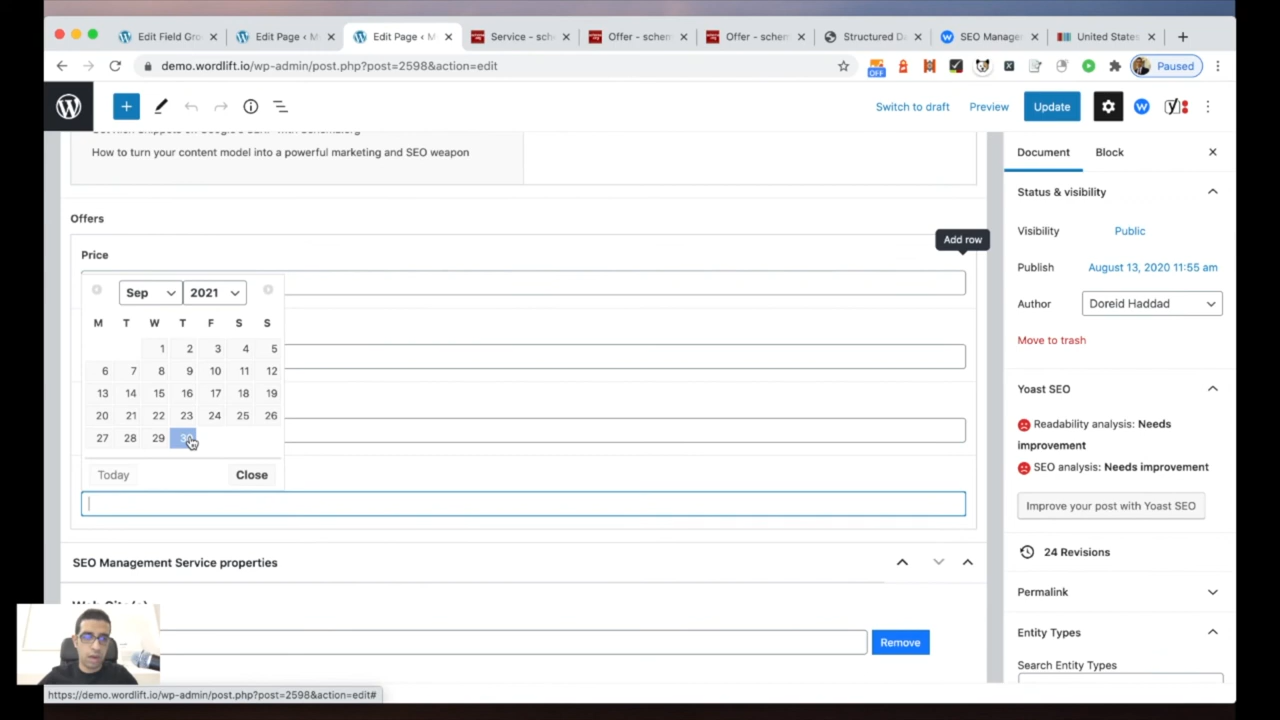 Edit Field Gro
Edit Page ‹ M
Edit Page ‹ M
Service - sche
Offer - schem
Offer - schem
Structured D
SEO Manage
United States
demo.wordlift.io/wp-admin/post.php?post=2598&action=edit
OFF
Paused
Switch to draft
Preview
Update
How to turn your content model into a powerful marketing and SEO weapon
Document
Block
Status & visibility
Visibility
Public
Publish
August 13, 2020 11:55 am
Author
Doreid Haddad
Move to trash
Yoast SEO
Readability analysis: Needs
improvement
SEO analysis: Needs improvement
Improve your post with Yoast SEO
24 Revisions
Permalink
Entity Types
Search Entity Types
Offers
Add row
Price
Sep
2021
M T W T F S S
1 2 3 4 5
6 7 8 9 10 11 12
13 14 15 16 17 18 19
20 21 22 23 24 25 26
27 28 29 30
Today
Close
SEO Management Service properties
Remove
https://demo.wordlift.io/wp-admin/post.php?post=2598&action=edit#